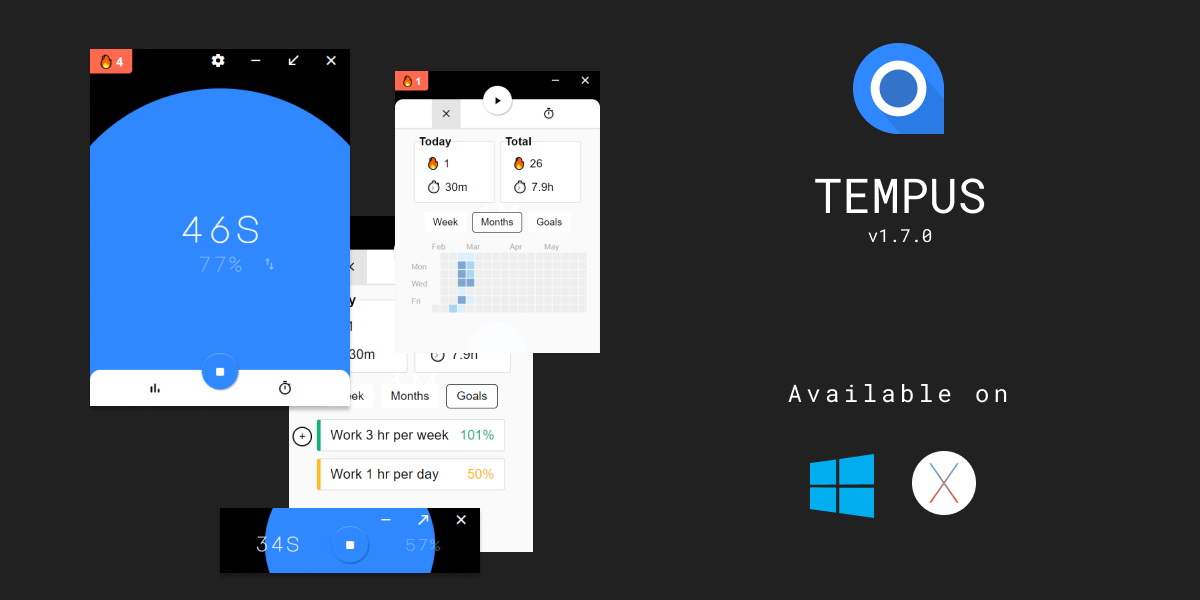 4
46S
77%
1
Today
1
30m
Total
26
7.9h
Week Months Goals
Feb Mar Apr May
Mon
Wed
Fri
y
1
30m
7.9h
ek Months Goals
Work 3 hr per week 101%
Work 1 hr per day 50%
34S
57%
TEMPUS
v1.7.0
Available on